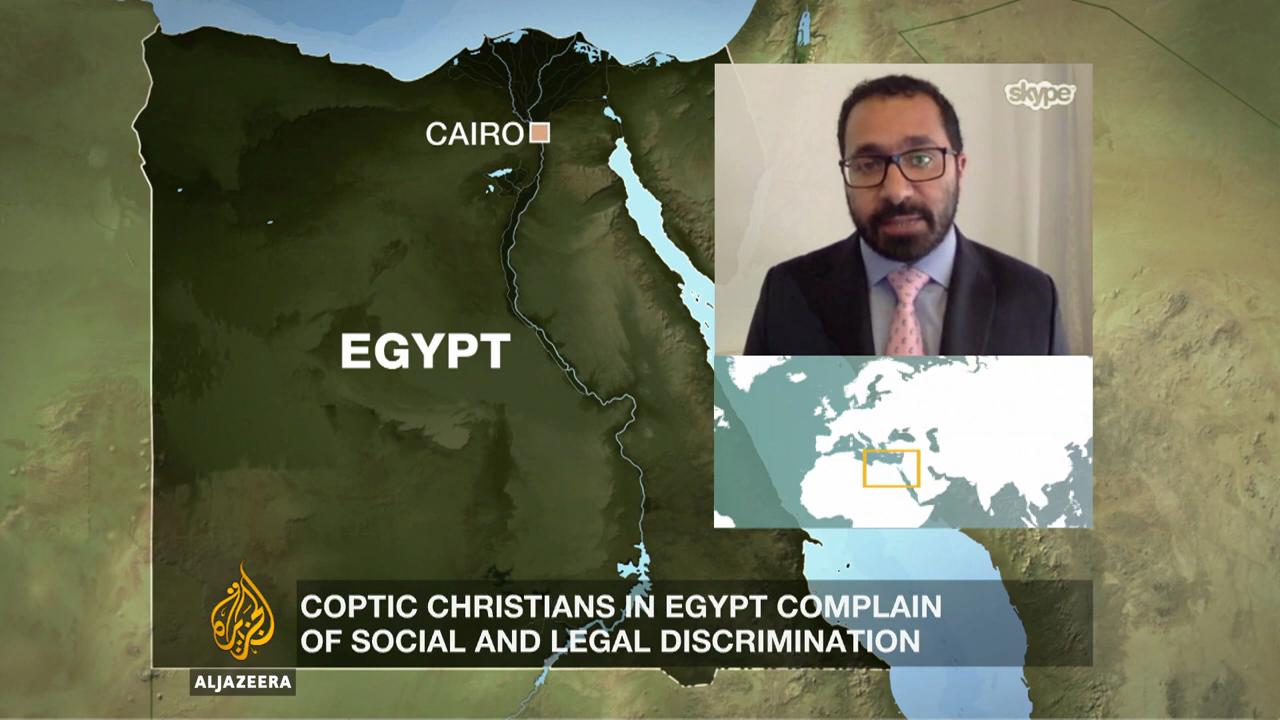 CAIRO
skype
EGYPT
COPTIC CHRISTIANS IN EGYPT COMPLAIN
OF SOCIAL AND LEGAL DISCRIMINATION
الجزيرة
ALJAZEERA